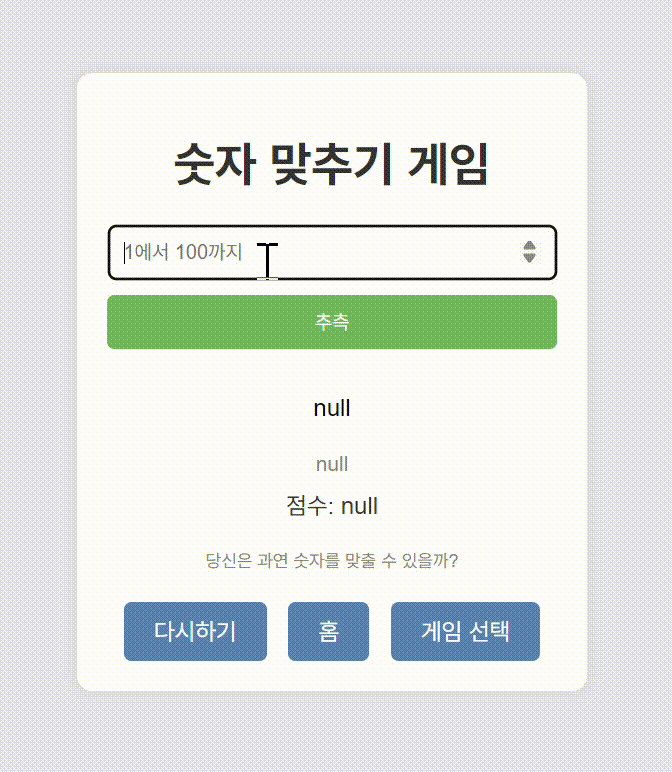 숫자 맞추기 게임
1에서 100까지
추측
null
null
점수: null
당신은 과연 숫자를 맞출 수 있을까?
다시하기 홈 게임 선택